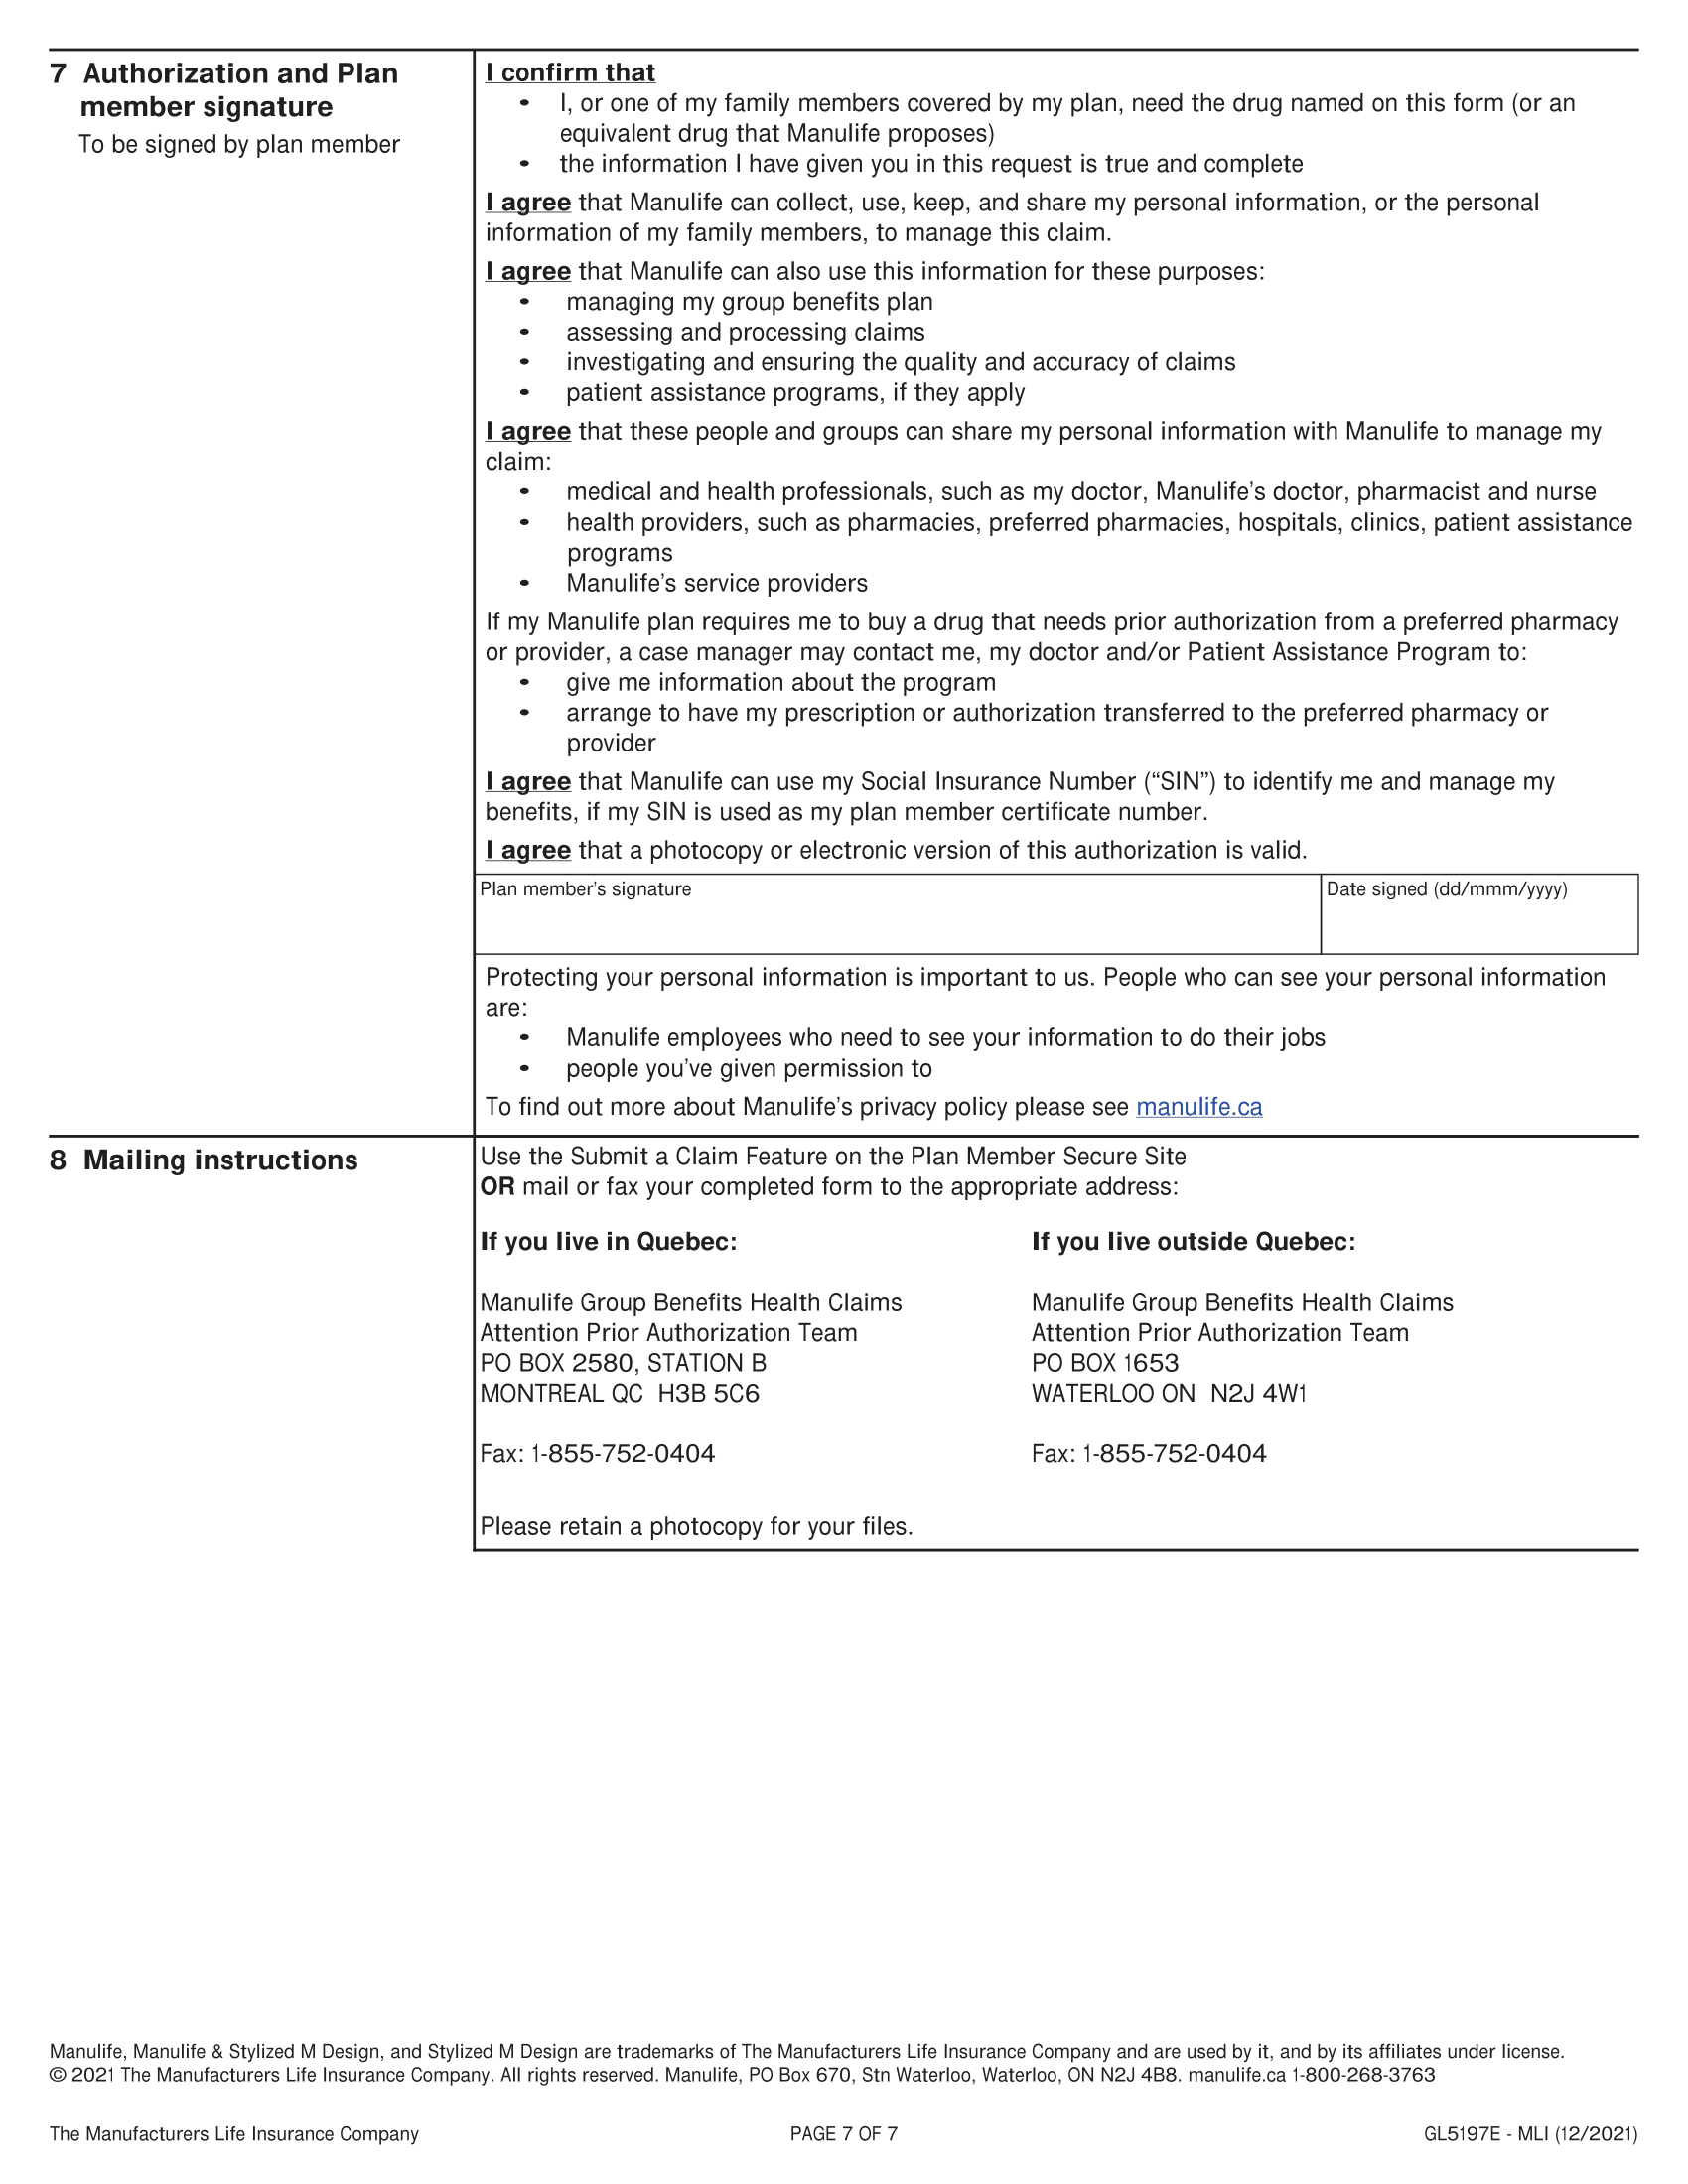 7 Authorization and Plan
member signature
To be signed by plan member
I confirm that
• I, or one of my family members covered by my plan, need the drug named on this form (or an
equivalent drug that Manulife proposes)
• the information I have given you in this request is true and complete
I agree that Manulife can collect, use, keep, and share my personal information, or the personal
information of my family members, to manage this claim.
I agree that Manulife can also use this information for these purposes:
• managing my group benefits plan
• assessing and processing claims
• investigating and ensuring the quality and accuracy of claims
• patient assistance programs, if they apply
I agree that these people and groups can share my personal information with Manulife to manage my
claim:
• medical and health professionals, such as my doctor, Manulife’s doctor, pharmacist and nurse
• health providers, such as pharmacies, preferred pharmacies, hospitals, clinics, patient assistance
programs
• Manulife’s service providers
If my Manulife plan requires me to buy a drug that needs prior authorization from a preferred pharmacy
or provider, a case manager may contact me, my doctor and/or Patient Assistance Program to:
• give me information about the program
• arrange to have my prescription or authorization transferred to the preferred pharmacy or
provider
I agree that Manulife can use my Social Insurance Number (“SIN”) to identify me and manage my
benefits, if my SIN is used as my plan member certificate number.
I agree that a photocopy or electronic version of this authorization is valid.
Plan member’s signature
Date signed (dd/mmm/yyyy)
Protecting your personal information is important to us. People who can see your personal information
are:
• Manulife employees who need to see your information to do their jobs
• people you’ve given permission to
To find out more about Manulife’s privacy policy please see manulife.ca
8 Mailing instructions
Use the Submit a Claim Feature on the Plan Member Secure Site
OR mail or fax your completed form to the appropriate address:
If you live in Quebec:
Manulife Group Benefits Health Claims
Attention Prior Authorization Team
PO BOX 2580, STATION B
MONTREAL QC H3B 5C6
Fax: 1-855-752-0404
If you live outside Quebec:
Manulife Group Benefits Health Claims
Attention Prior Authorization Team
PO BOX 1653
WATERLOO ON N2J 4W1
Fax: 1-855-752-0404
Please retain a photocopy for your files.
Manulife, Manulife & Stylized M Design, and Stylized M Design are trademarks of The Manufacturers Life Insurance Company and are used by it, and by its affiliates under license.
© 2021 The Manufacturers Life Insurance Company. All rights reserved. Manulife, PO Box 670, Stn Waterloo, Waterloo, ON N2J 4B8. manulife.ca 1-800-268-3763
The Manufacturers Life Insurance Company
PAGE 7 OF 7
GL5197E - MLI (12/2021)